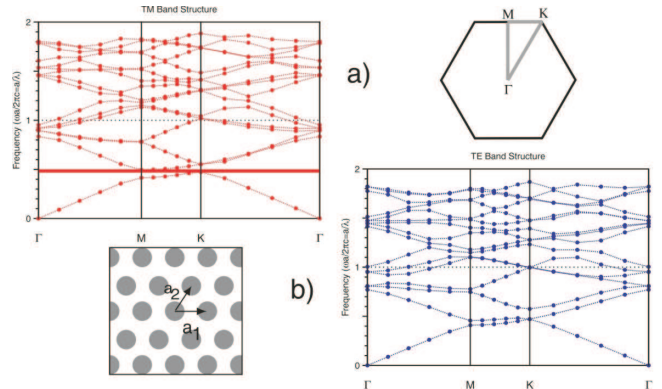 TM Band Structure
2
1
0
Frequency (ωa/2πc=a/λ)
Γ
M
K
Γ
a)
M
K
Γ
b)
a2
a1
TE Band Structure
2
1
0
Frequency (ωa/2πc=a/λ)
Γ
M
K
Γ